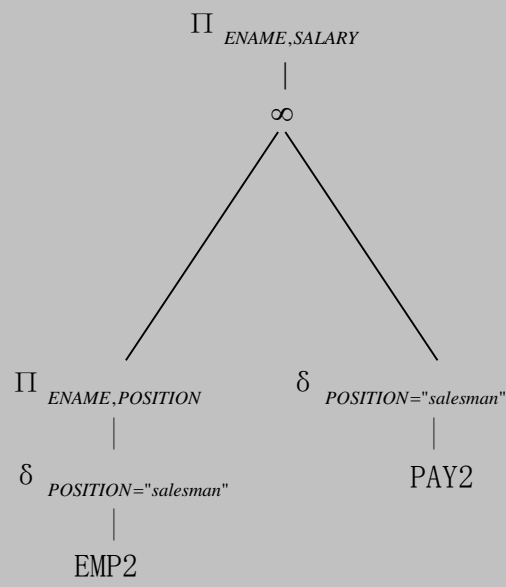 Π ENAME,SALARY
∞
Π ENAME,POSITION
δ POSITION="salesman"
δ POSITION="salesman"
PAY2
EMP2